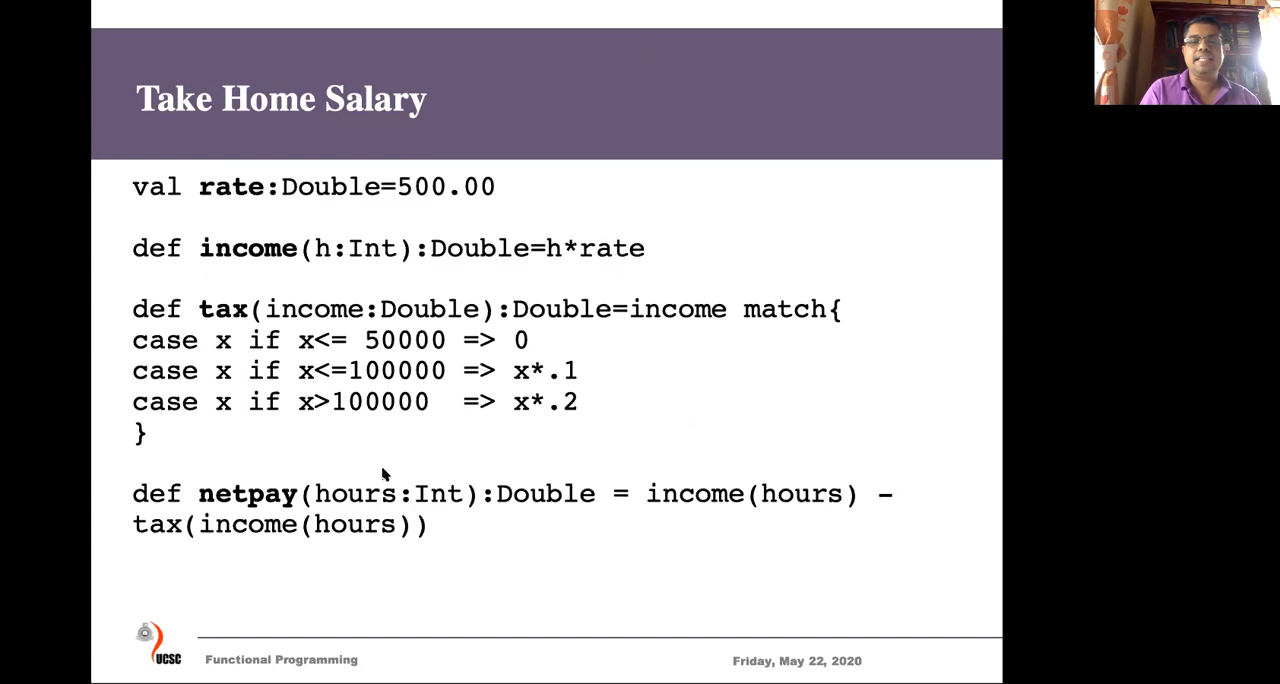 Take Home Salary
val rate:Double=500.00
def income(h:Int):Double=h*rate
def tax(income:Double):Double=income match{
case x if x<= 50000 => 0
case x if x<=100000 => x*.1
case x if x>100000  => x*.2
}
def netpay(hours:Int):Double = income(hours) –
tax(income(hours))
UCSC
Functional Programming
Friday, May 22, 2020